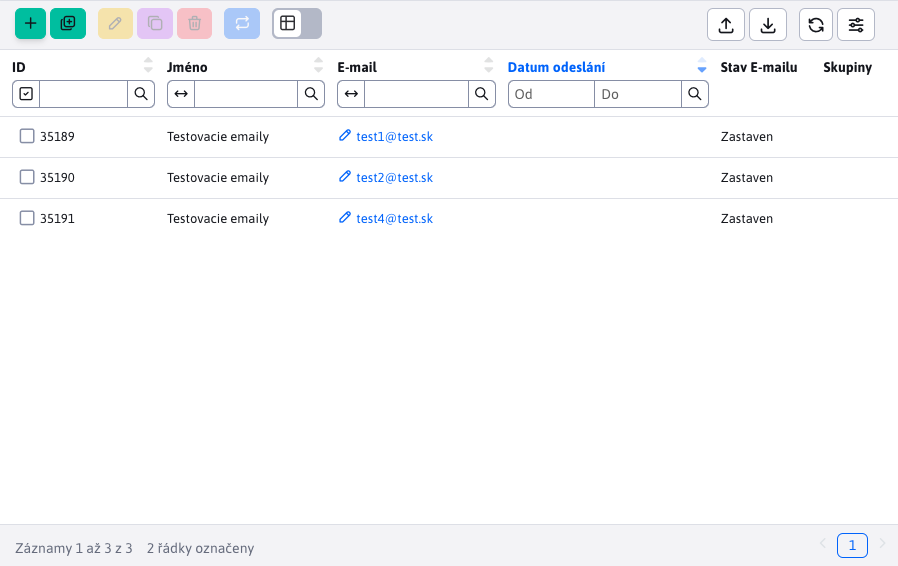 ID Jméno E-mail Datum odeslání Stav E-mailu Skupiny
Od Do
35189 Testovacie emaily test1@test.sk Zastaven
35190 Testovacie emaily test2@test.sk Zastaven
35191 Testovacie emaily test4@test.sk Zastaven
Záznamy 1 až 3 z 3 2 řádky označeny 1